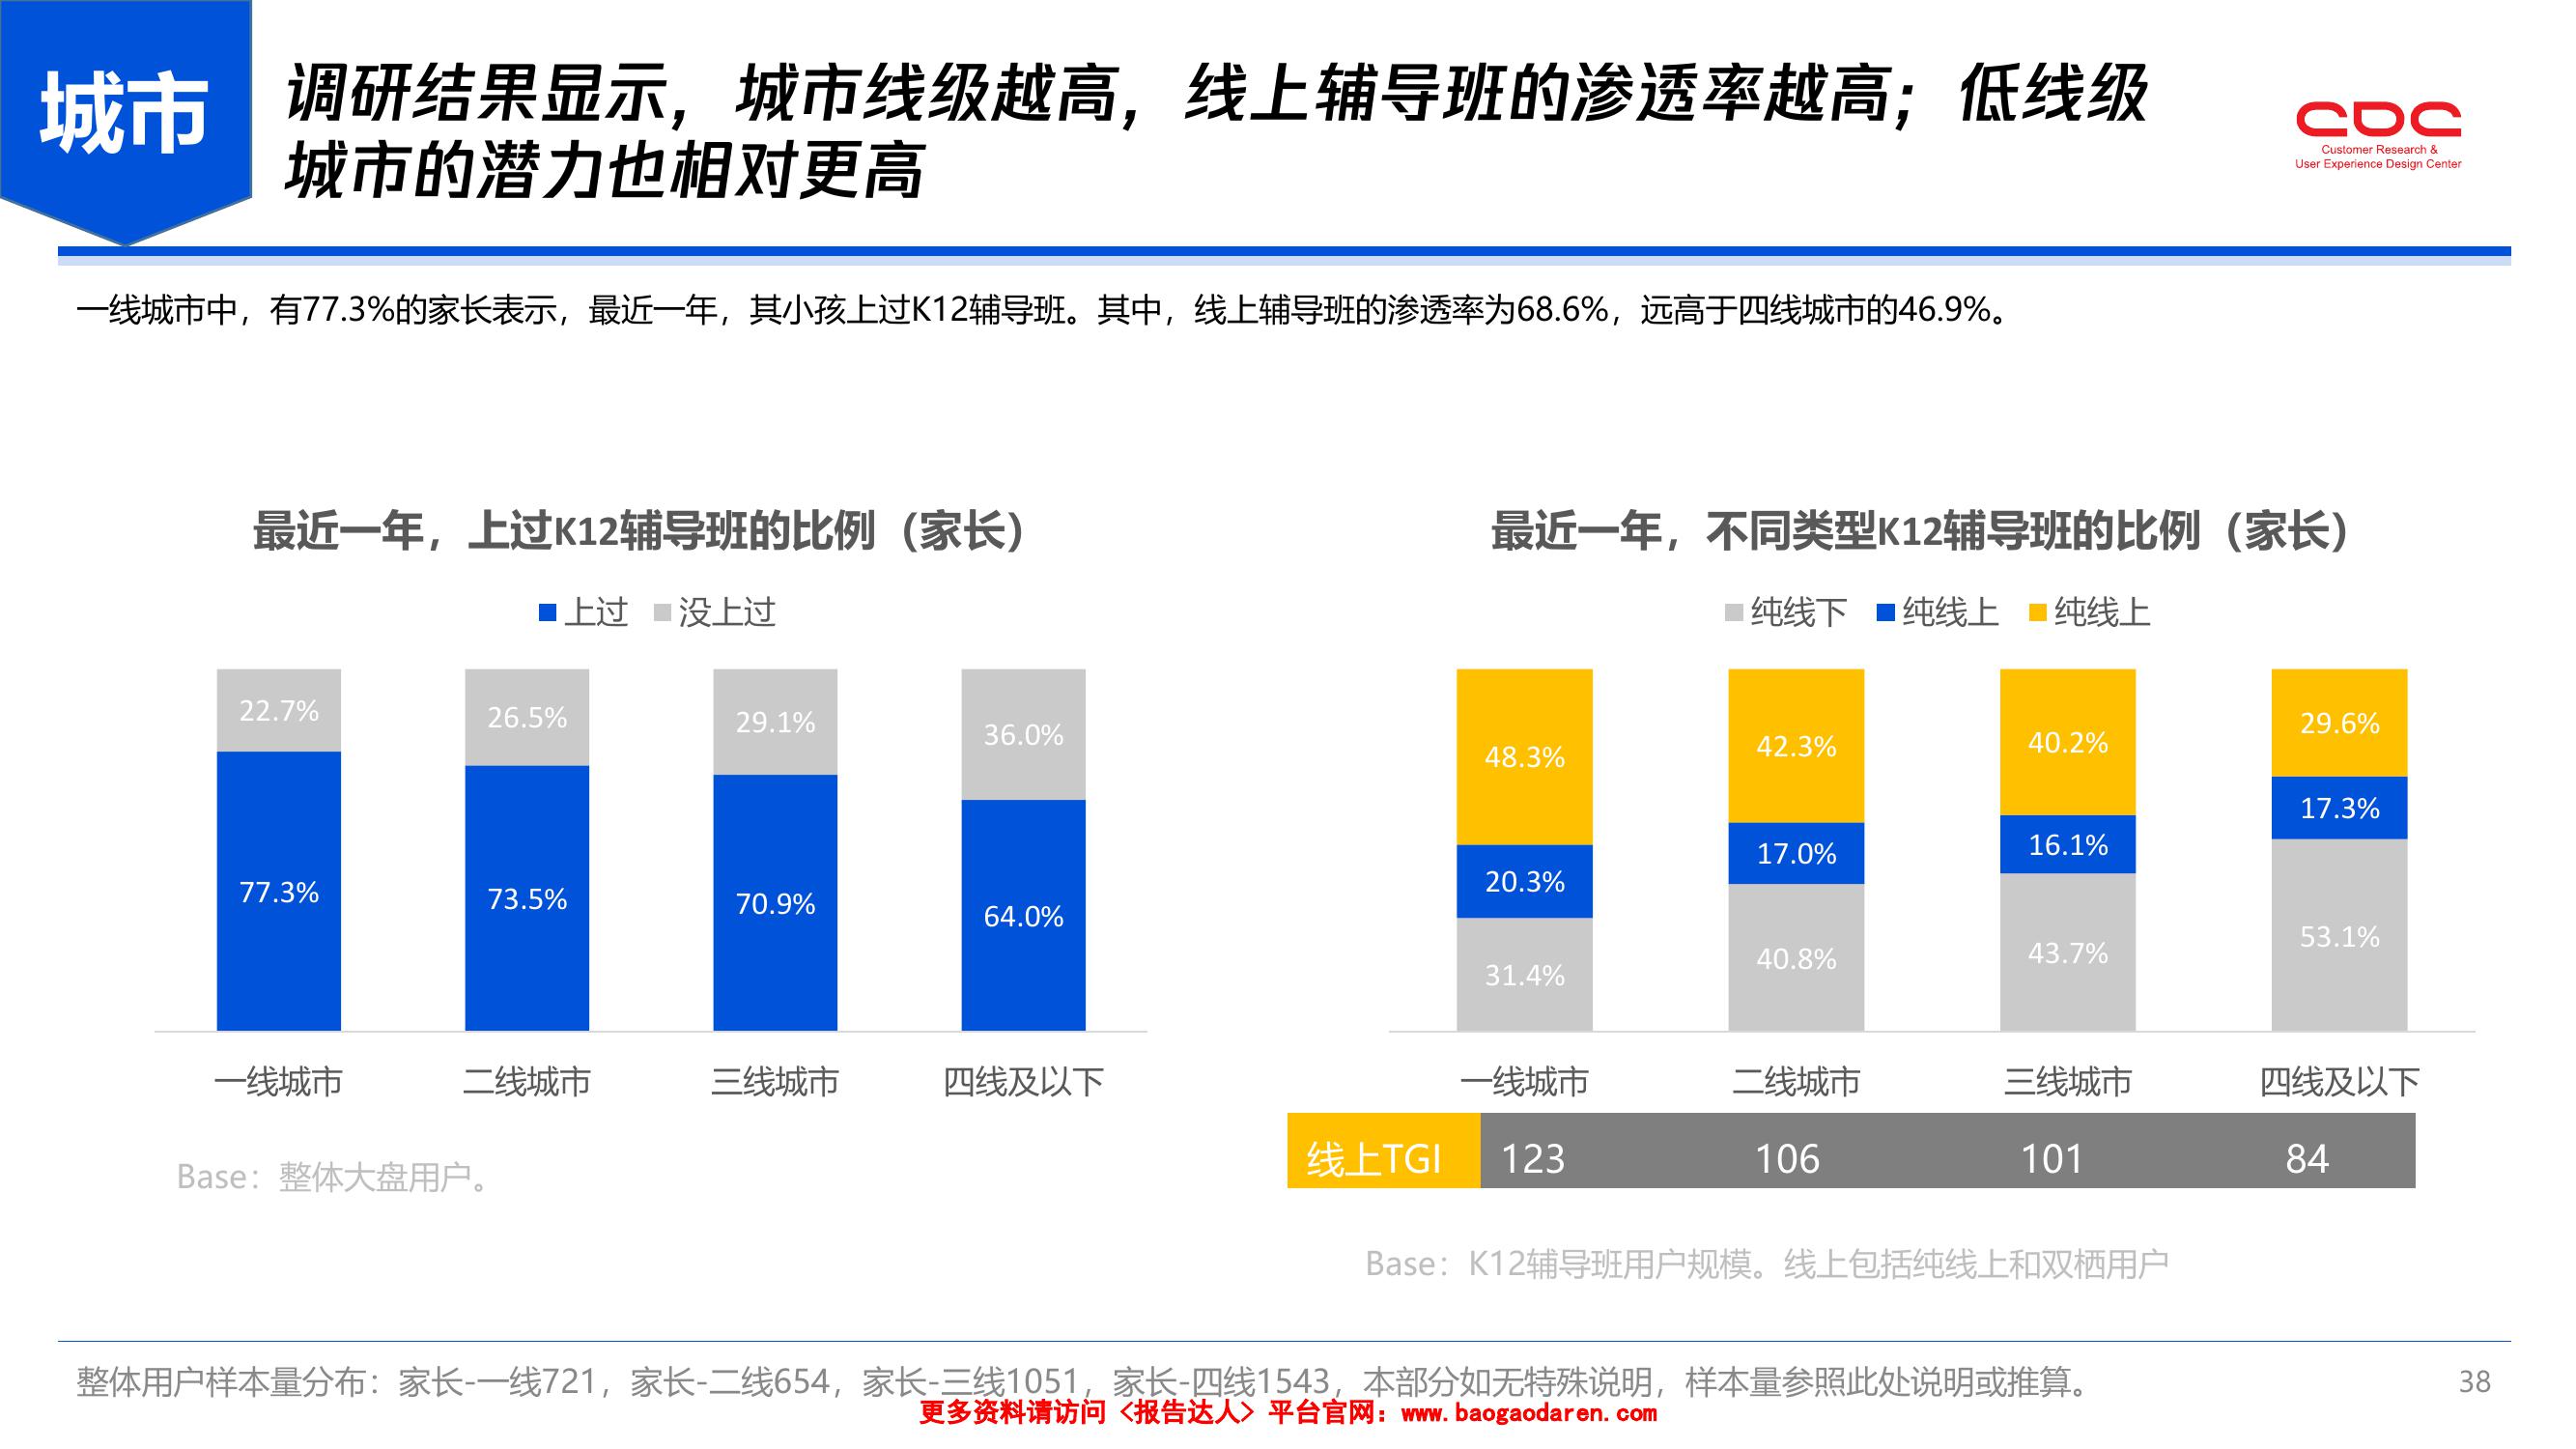 城市
调研结果显示，城市线级越高，线上辅导班的渗透率越高；低线级
城市的潜力也相对更高
CDC
Customer Research &
User Experience Design Center
一线城市中，有77.3%的家长表示，最近一年，其小孩上过K12辅导班。其中，线上辅导班的渗透率为68.6%，远高于四线城市的46.9%。
最近一年，上过K12辅导班的比例（家长）
上过 没上过
22.7% 26.5% 29.1% 36.0%
77.3% 73.5% 70.9% 64.0%
一线城市 二线城市 三线城市 四线及以下
Base：整体大盘用户。
最近一年，不同类型K12辅导班的比例（家长）
纯线下 纯线上 纯线上
48.3% 42.3% 40.2% 29.6%
20.3% 17.0% 16.1% 17.3%
31.4% 40.8% 43.7% 53.1%
一线城市 二线城市 三线城市 四线及以下
线上TGI 123 106 101 84
Base：K12辅导班用户规模。线上包括纯线上和双栖用户
整体用户样本量分布：家长-一线721，家长-二线654，家长-三线1051，家长-四线1543，本部分如无特殊说明，样本量参照此处说明或推算。
38
更多资料请访问〈报告达人〉平台官网：www.baogaodaren.com